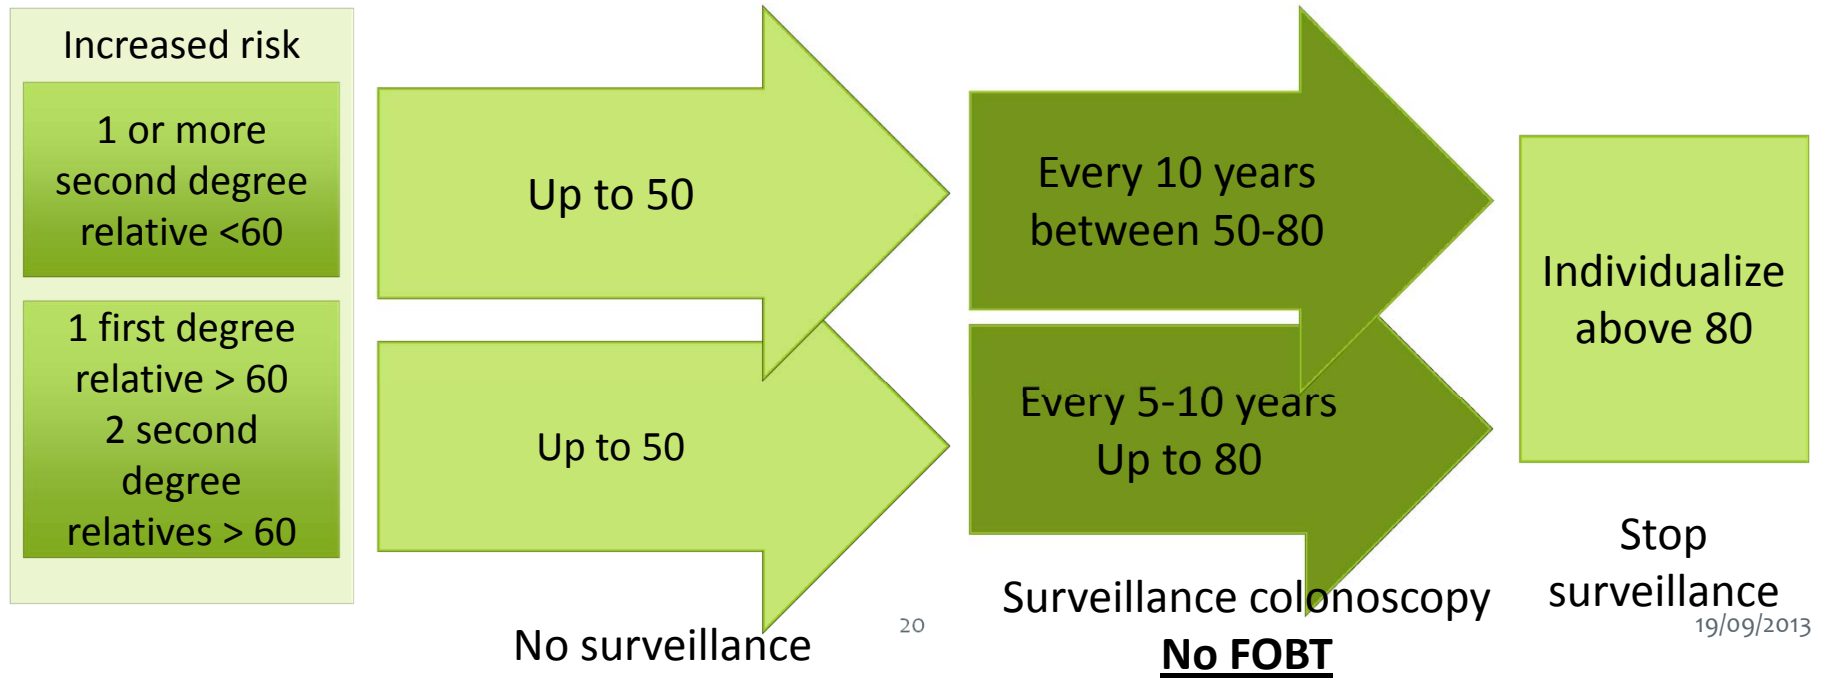 Increased risk
1 or more
second degree
relative <60
Up to 50
Every 10 years
between 50-80
Individualize
above 80
1 first degree
relative > 60
2 second
degree
relatives > 60
Up to 50
Every 5-10 years
Up to 80
No surveillance
20
Surveillance colonoscopy
No FOBT
Stop
surveillance
19/09/2013